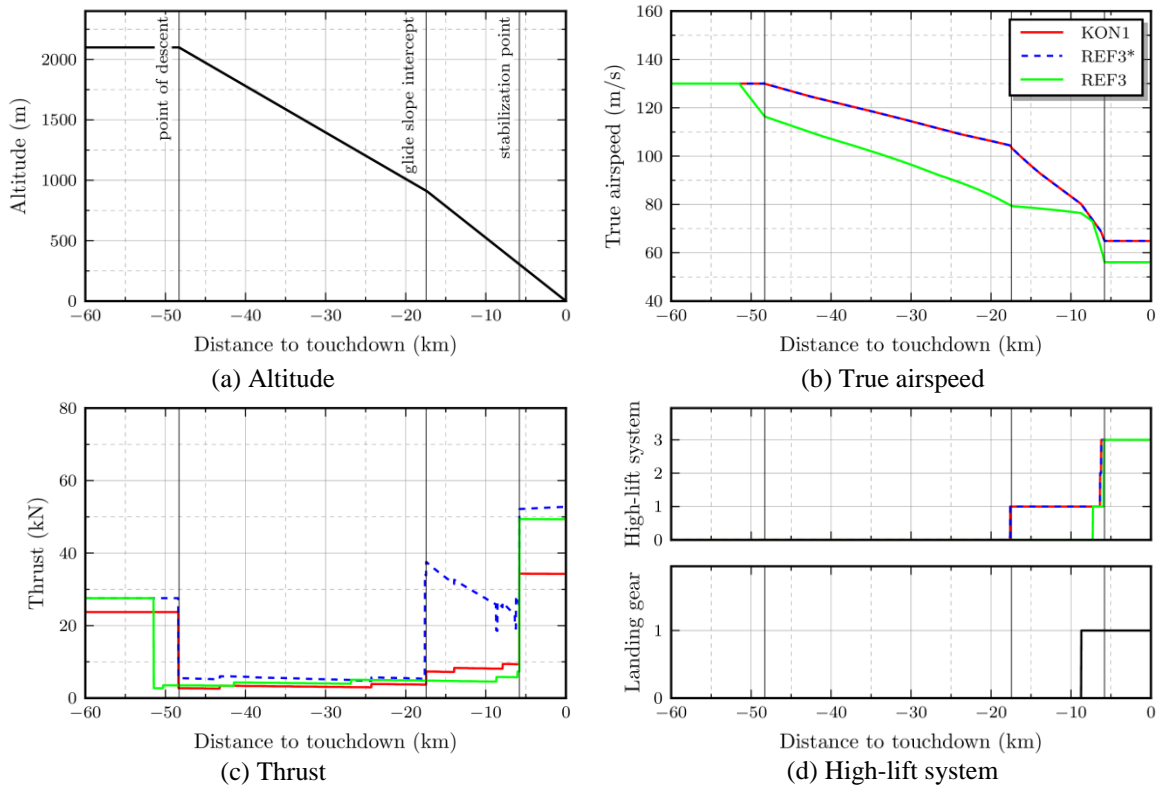 2000
1500
1000
500
0
Altitude (m)
point of descent
glide slope intercept
stabilization point
−60 −50 −40 −30 −20 −10 0
Distance to touchdown (km)
(a) Altitude
160
140
120
100
80
60
40
True airspeed (m/s)
KON1
REF3*
REF3
−60 −50 −40 −30 −20 −10 0
Distance to touchdown (km)
(b) True airspeed
80
60
40
20
0
Thrust (kN)
−60 −50 −40 −30 −20 −10 0
Distance to touchdown (km)
(c) Thrust
3
2
1
0
High-lift system
1
0
Landing gear
−60 −50 −40 −30 −20 −10 0
Distance to touchdown (km)
(d) High-lift system